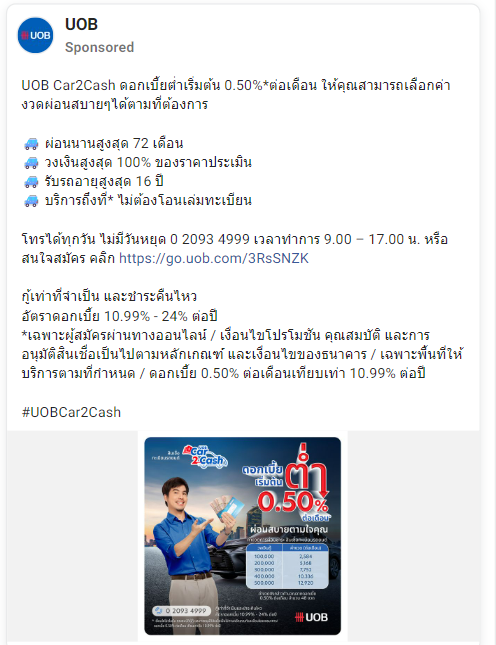 UOB
Sponsored
UOB Car2Cash ดอกเบี้ยต่ำเริ่มต้น 0.50%*ต่อเดือน ให้คุณสามารถเลือกค่า
งวดผ่อนสบายๆได้ตามที่ต้องการ
ผ่อนนานสูงสุด 72 เดือน
วงเงินสูงสุด 100% ของราคาประเมิน
รับรถอายุสูงสุด 16 ปี
บริการถึงที่* ไม่ต้องโอนเล่มทะเบียน
โทรได้ทุกวัน ไม่มีวันหยุด 0 2093 4999 เวลาทำการ 9.00 – 17.00 น. หรือ
สนใจสมัคร คลิก https://go.uob.com/3RsSNZK
กู้เท่าที่จำเป็น และชำระคืนไหว
อัตราดอกเบี้ย 10.99% - 24% ต่อปี
*เฉพาะผู้สมัครผ่านทางออนไลน์ / เงื่อนไขโปรโมชัน คุณสมบัติ และการ
อนุมัติสินเชื่อเป็นไปตามหลักเกณฑ์ และเงื่อนไขของธนาคาร / เฉพาะพื้นที่ให้
บริการตามที่กำหนด / ดอกเบี้ย 0.50% ต่อเดือนเทียบเท่า 10.99% ต่อปี
#UOBCar2Cash
สินเชื่อ
ทะเบียนรถยนต์
car2cash
ดอกเบี้ย
เริ่มต้น
ต่ำ
0.50%
ต่อเดือน*
ผ่อนสบายตามใจคุณ
100,000 2,584
200,000 5,168
300,000 7,752
400,000 10,336
500,000 12,920
0 2093 4999
UOB